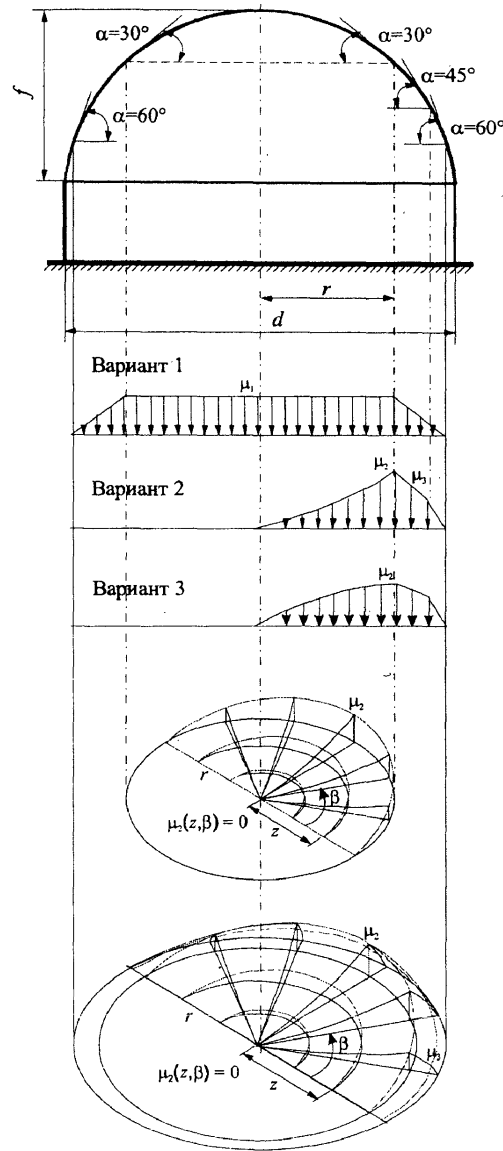 α=30°
α=30°
f
α=45°
α=60°
α=60°
r
d
Вариант 1
μ₁
Вариант 2
μ₂
μ₃
Вариант 3
μ₂
μ₂
r
β
μ₂(z,β) = 0
z
μ₂
r
β
μ₃
μ₂(z,β) = 0
z